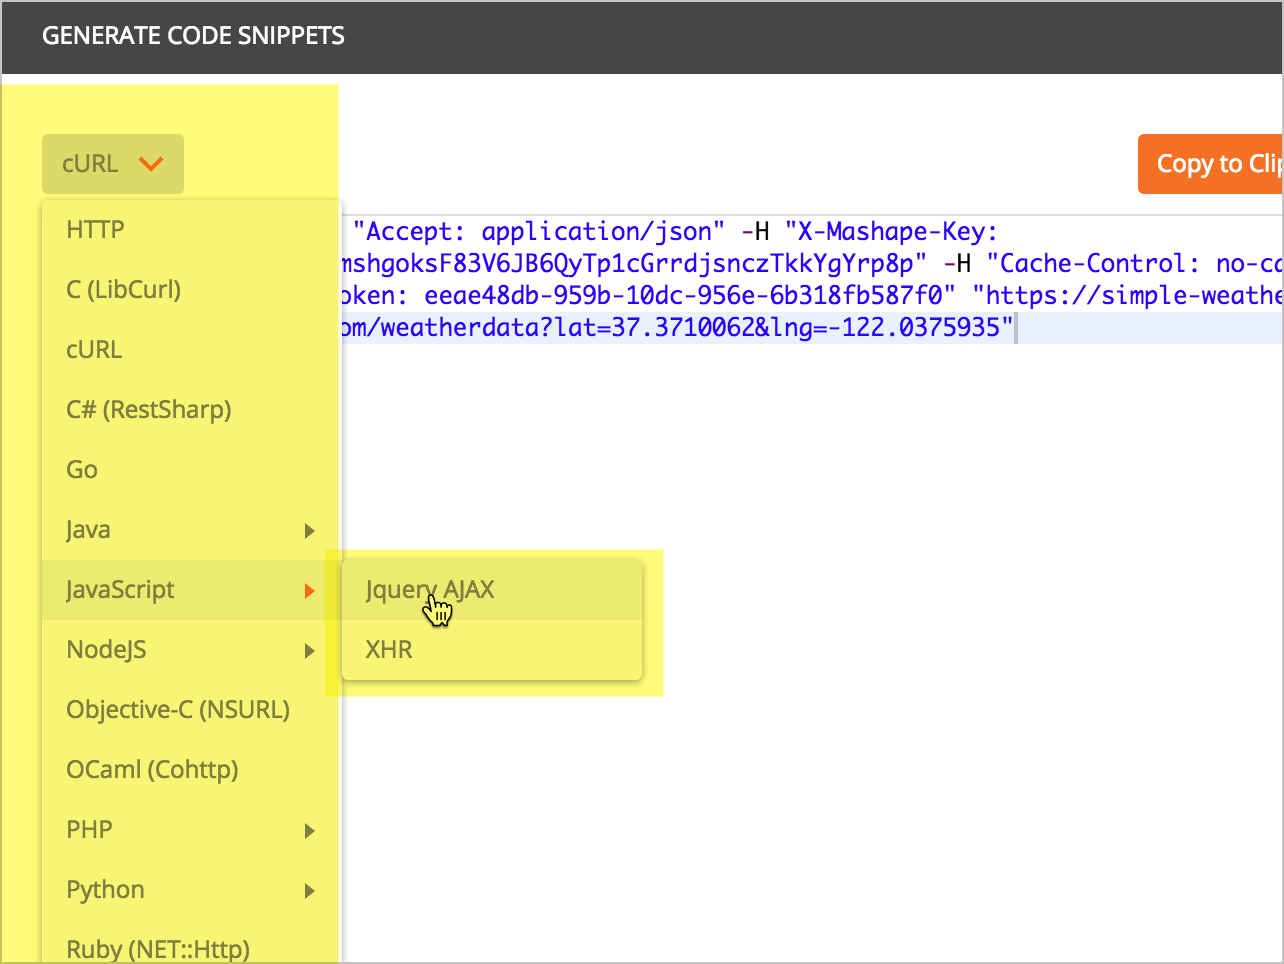 GENERATE CODE SNIPPETS
cURL
Copy to Clip
HTTP
C (LibCurl)
cURL
C# (RestSharp)
Go
Java
JavaScript
NodeJS
Objective-C (NSURL)
OCaml (Cohttp)
PHP
Python
Ruby (NET::Http)
Jquery AJAX
XHR
"Accept: application/json" -H "X-Mashape-Key:
mshgoksF83V6JB6QyTp1cGrrdjsnczTkkYgYrp8p" -H "Cache-Control: no-ca
oken: eeae48db-959b-10dc-956e-6b318fb587f0" "https://simple-weathe
om/weatherdata?lat=37.3710062&lng=-122.0375935"